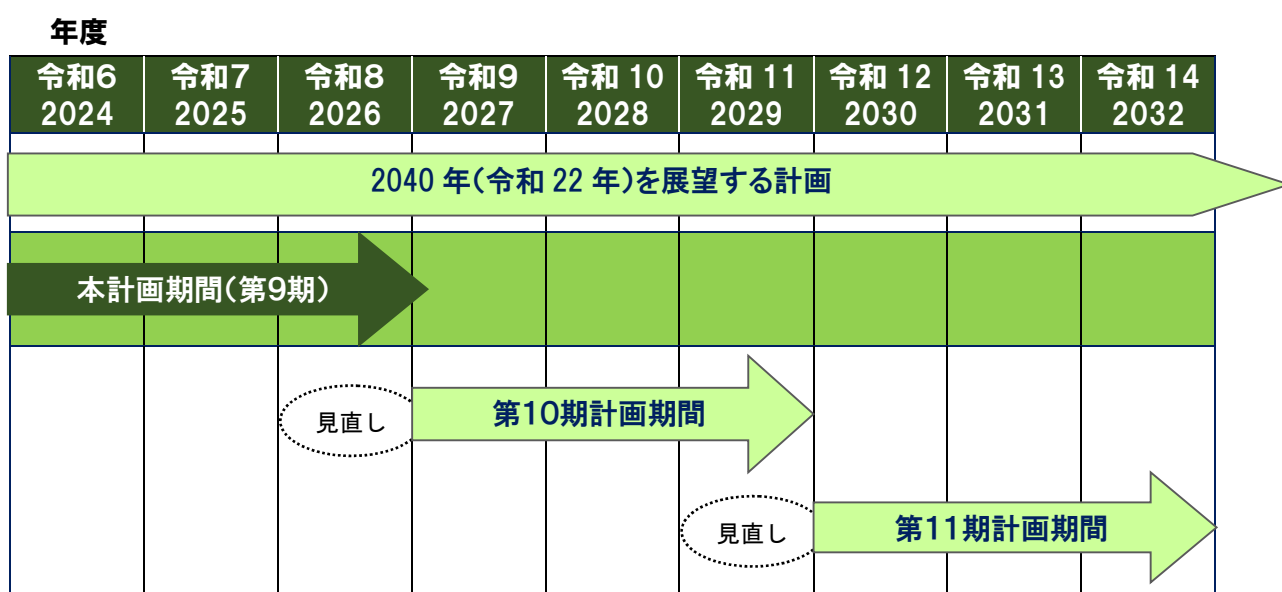 年度
令和6 令和7 令和8 令和9 令和 10 令和 11 令和 12 令和 13 令和 14
2024 2025 2026 2027 2028 2029 2030 2031 2032
2040 年(令和 22 年)を展望する計画
本計画期間(第9期)
見直し 第10期計画期間
見直し 第11期計画期間